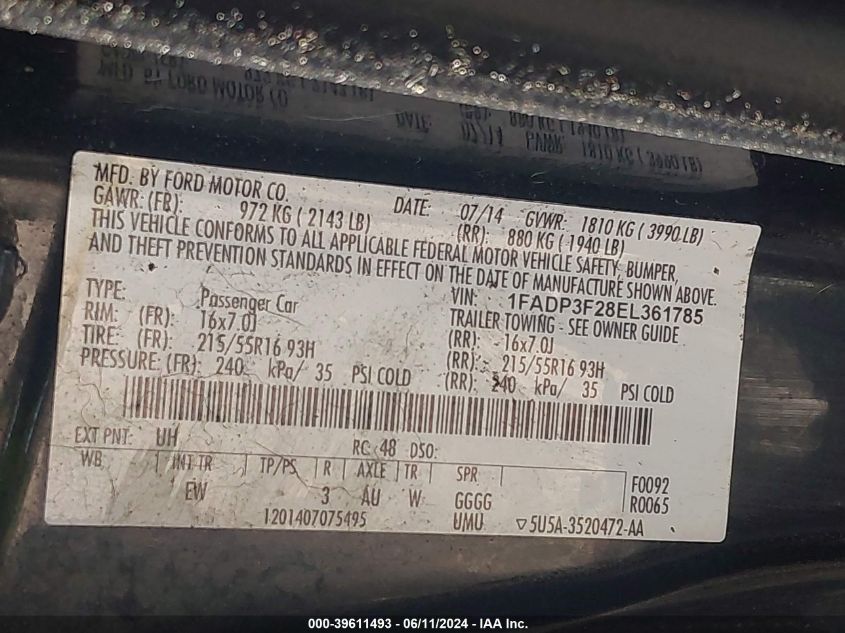 MFD. BY FORD MOTOR CO. DATE: 07/14 GVWR: 1810 KG ( 3990 LB)
GAWR: (FR): 972 KG ( 2143 LB) (RR): 880 KG ( 1940 LB)
THIS VEHICLE CONFORMS TO ALL APPLICABLE FEDERAL MOTOR VEHICLE SAFETY, BUMPER,
AND THEFT PREVENTION STANDARDS IN EFFECT ON THE DATE OF MANUFACTURE SHOWN ABOVE.
VIN: 1FADP3F28EL361785
TYPE: Passenger Car TRAILER TOWING - SEE OWNER GUIDE
RIM: (FR): 16x7.0J (RR): 16x7.0J
TIRE: (FR): 215/55R16 93H (RR): 215/55R16 93H
PRESSURE: (FR): 240 kPa/ 35 PSI COLD (RR): 240 kPa/ 35 PSI COLD
EXT PNT: UH RC: 48 DSO:
WB INT TR TP/PS R AXLE TR SPR F0092
EW 3 AU W GGGG R0065
1201407075495 UMU ▽5U5A-3520472-AA
000-39611493 - 06/11/2024 - IAA Inc.